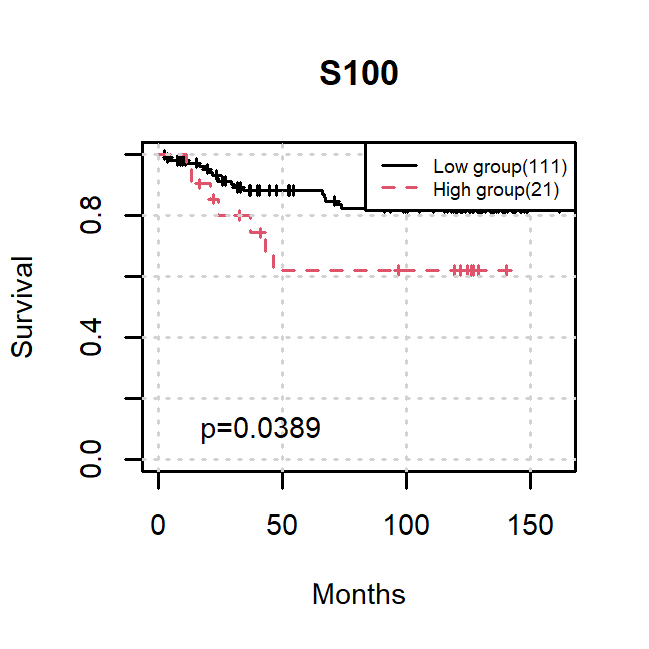 S100
Low group(111)
High group(21)
0.8
0.4
0.0
Survival
p=0.0389
0 50 100 150
Months